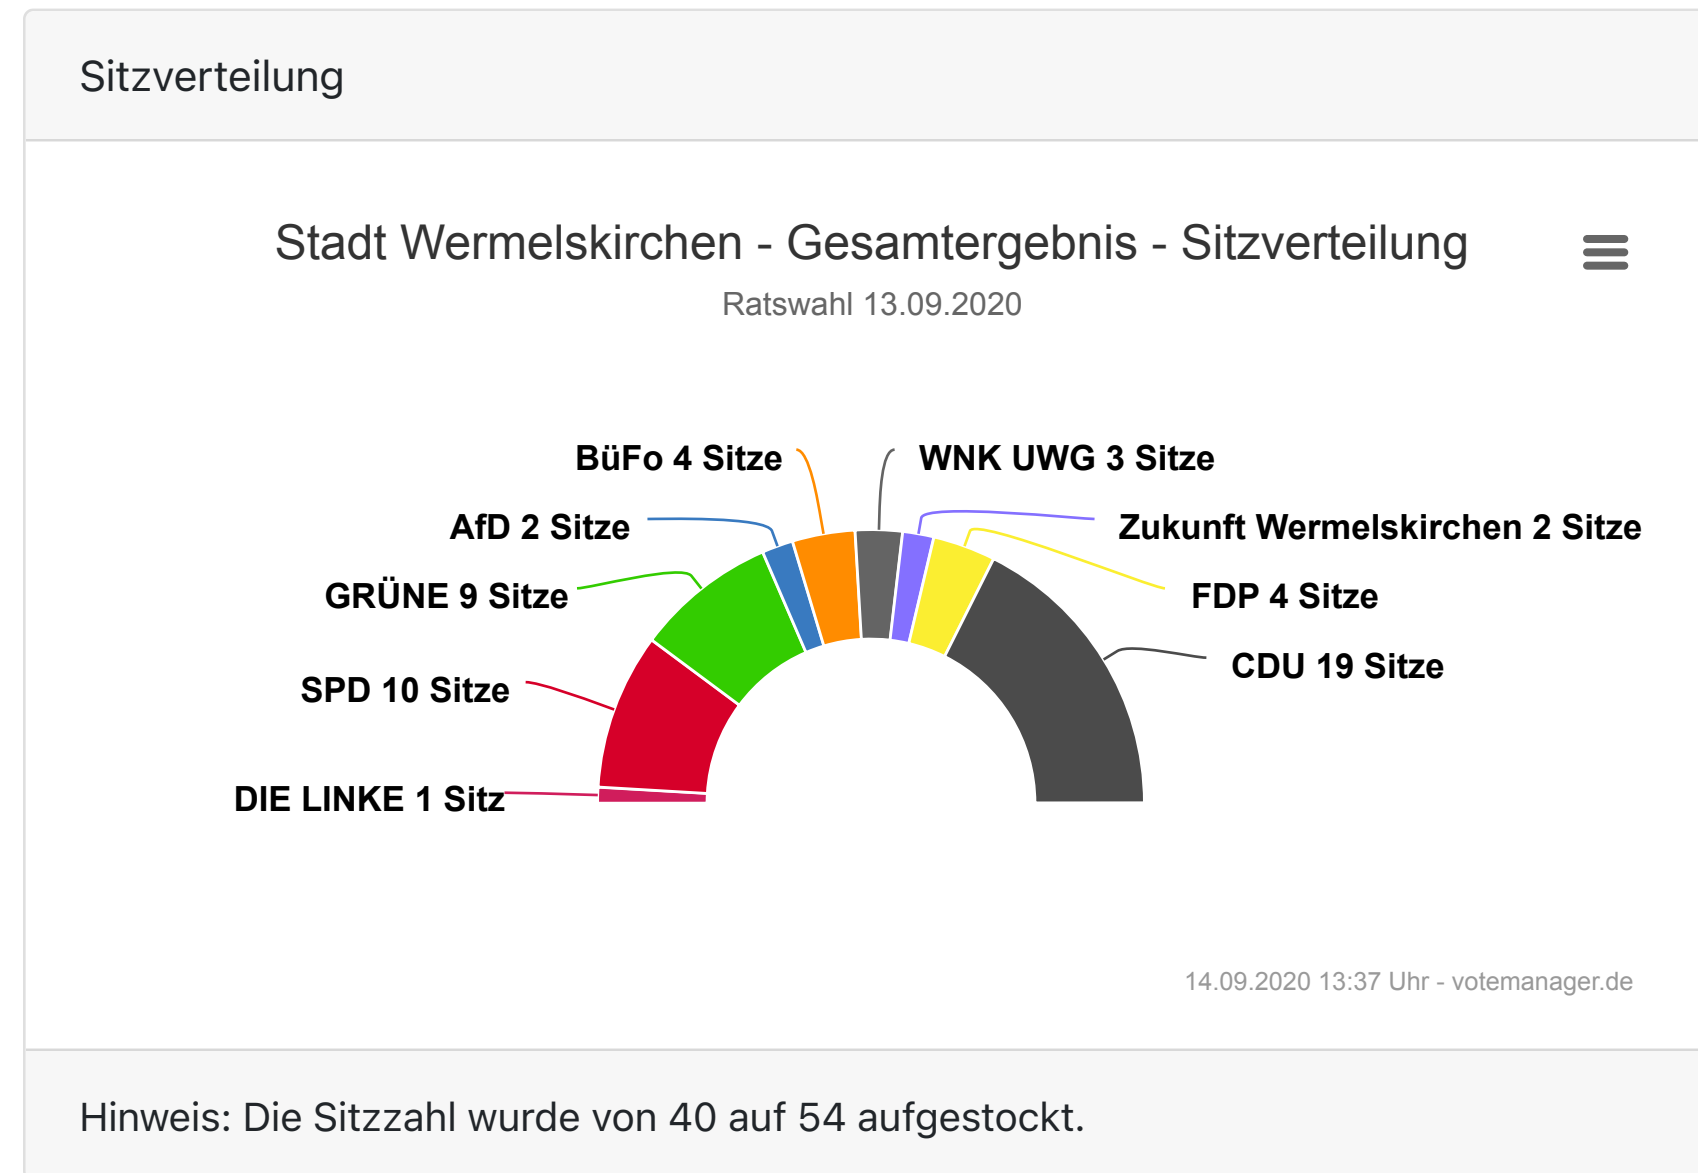 Sitzverteilung
Stadt Wermelskirchen - Gesamtergebnis - Sitzverteilung
Ratswahl 13.09.2020
BüFo 4 Sitze
WNK UWG 3 Sitze
AfD 2 Sitze
Zukunft Wermelskirchen 2 Sitze
GRÜNE 9 Sitze
FDP 4 Sitze
CDU 19 Sitze
SPD 10 Sitze
DIE LINKE 1 Sitz
14.09.2020 13:37 Uhr - votemanager.de
Hinweis: Die Sitzzahl wurde von 40 auf 54 aufgestockt.